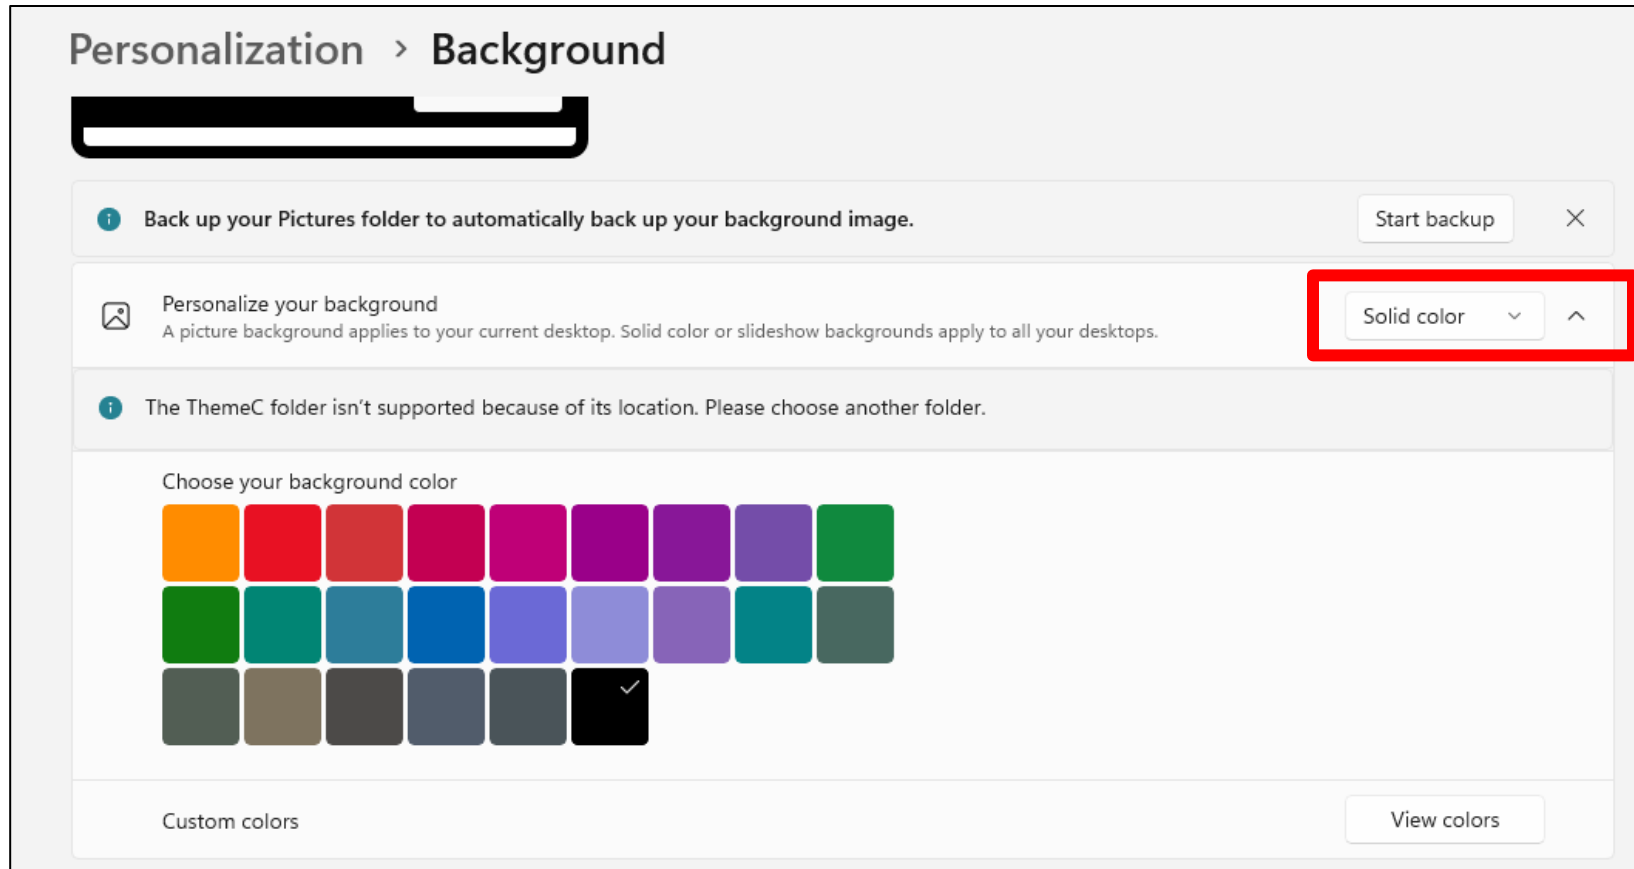 Personalization > Background
Back up your Pictures folder to automatically back up your background image.
Start backup
Personalize your background
A picture background applies to your current desktop. Solid color or slideshow backgrounds apply to all your desktops.
Solid color
The ThemeC folder isn't supported because of its location. Please choose another folder.
Choose your background color
Custom colors
View colors